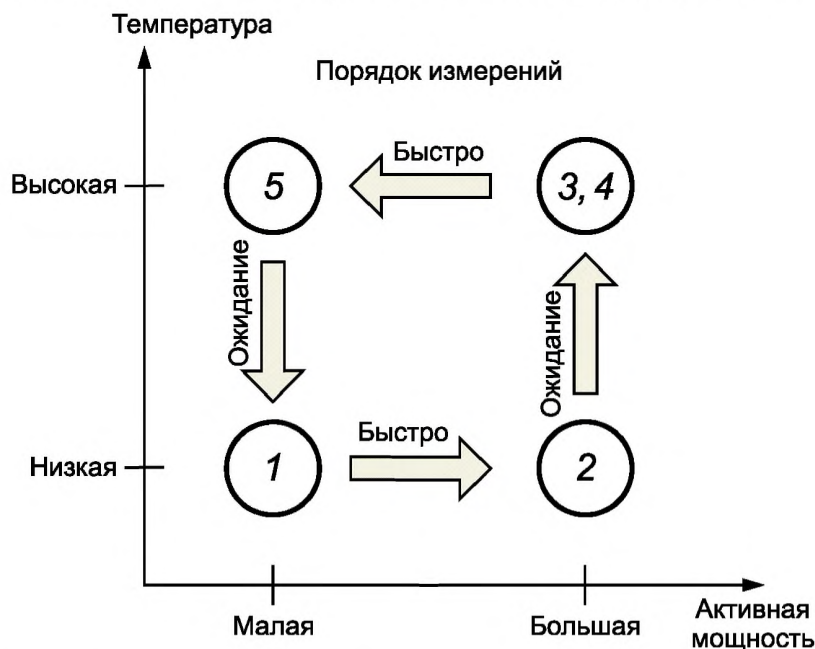 Температура
Порядок измерений
Быстро
Высокая
5
3, 4
Ожидание
Ожидание
Быстро
Низкая
1
2
Малая
Большая
Активная
мощность